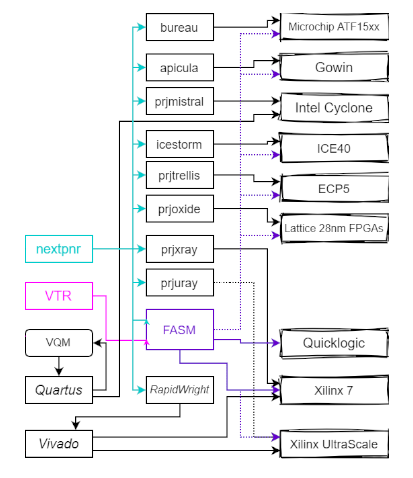 bureau
Microchip ATF15xx
apicula
Gowin
prjmistral
Intel Cyclone
icestorm
ICE40
prjtrellis
ECP5
prjoxide
Lattice 28nm FPGAs
nextpnr
prjxray
prjuray
VTR
FASM
VQM
Quicklogic
Quartus
RapidWright
Xilinx 7
Vivado
Xilinx UltraScale